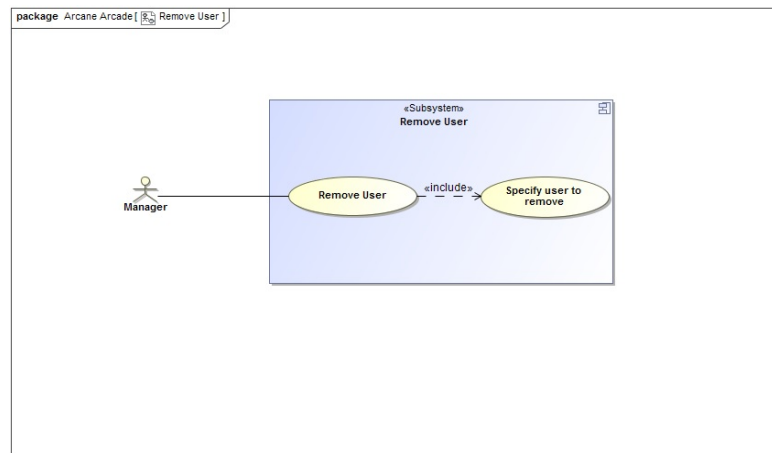 package Arcane Arcade [ Remove User ]
«Subsystem»
Remove User
Manager
Remove User
«include»
Specify user to
remove